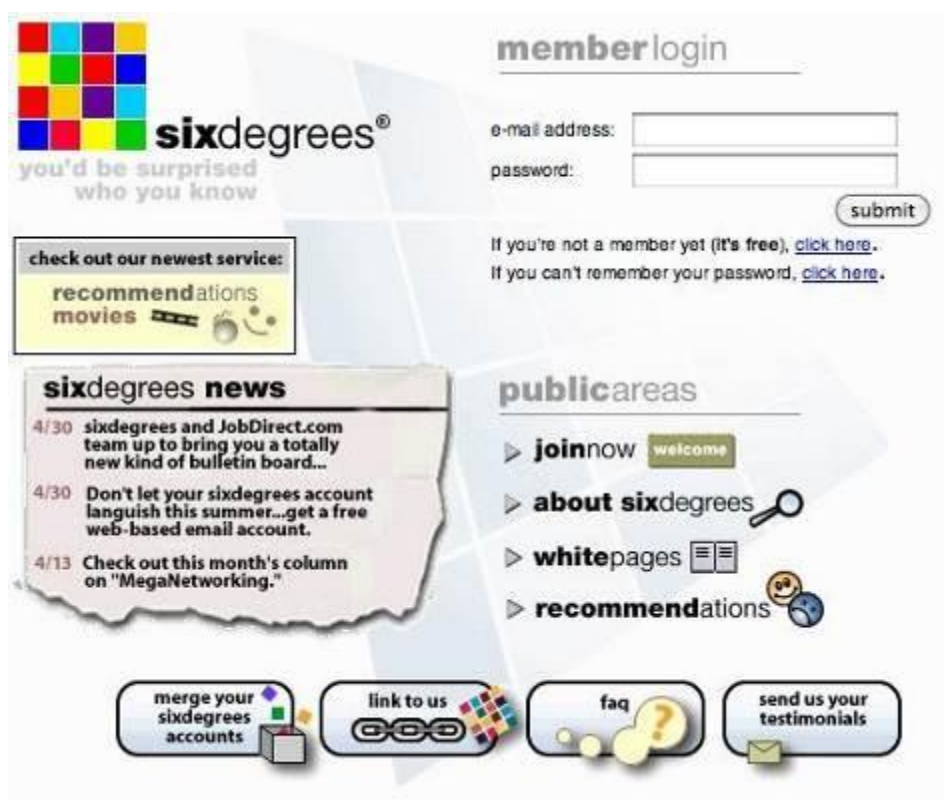 sixdegrees®
you'd be surprised
who you know
memberlogin
e-mail address:
password:
submit
If you're not a member yet (it's free), click here.
If you can't remember your password, click here.
check out our newest service:
recommendations
movies
sixdegrees news
4/30 sixdegrees and JobDirect.com
team up to bring you a totally
new kind of bulletin board...
4/30 Don't let your sixdegrees account
languish this summer...get a free
web-based email account.
4/13 Check out this month's column
on "MegaNetworking."
publicareas
joinnow welcome
about sixdegrees
whitepages
recommendations
merge your
sixdegrees
accounts
link to us
faq
?
send us your
testimonials